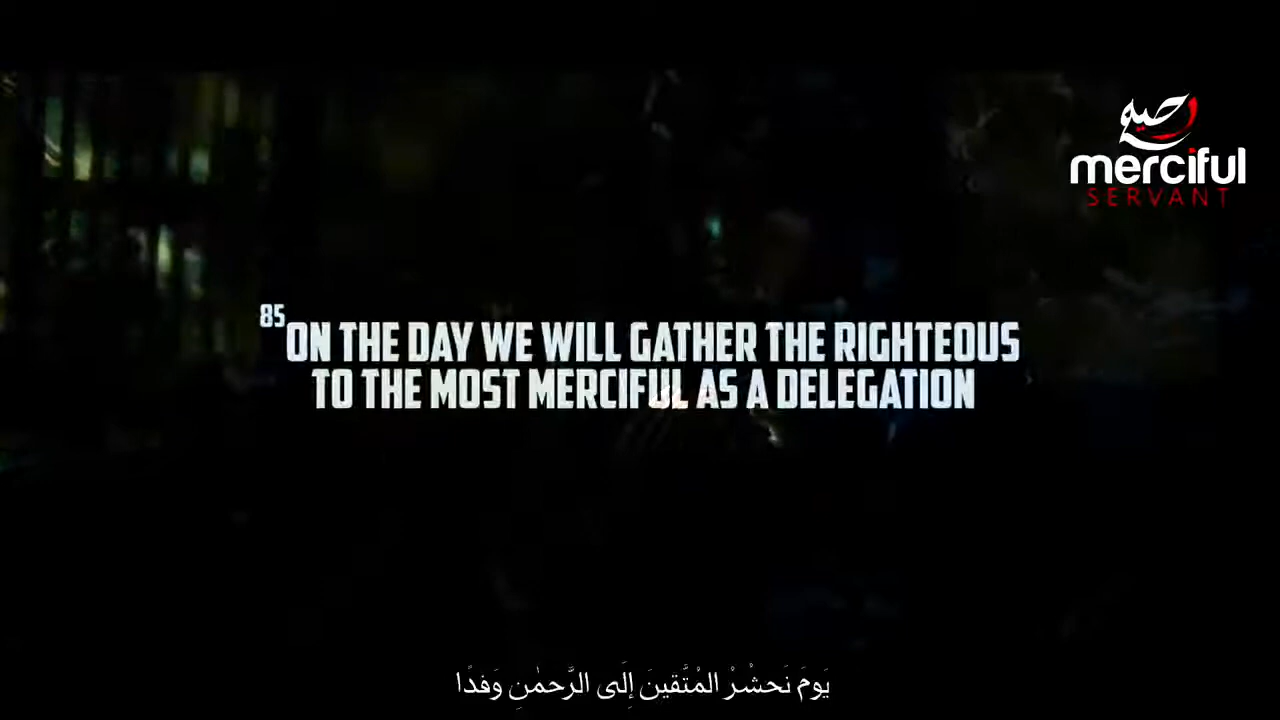 رحيم
merciful
SERVANT
85 ON THE DAY WE WILL GATHER THE RIGHTEOUS
TO THE MOST MERCIFUL AS A DELEGATION
يَومَ نَحشُرُ المُتَّقينَ إِلَى الرَّحمٰنِ وَفدًا